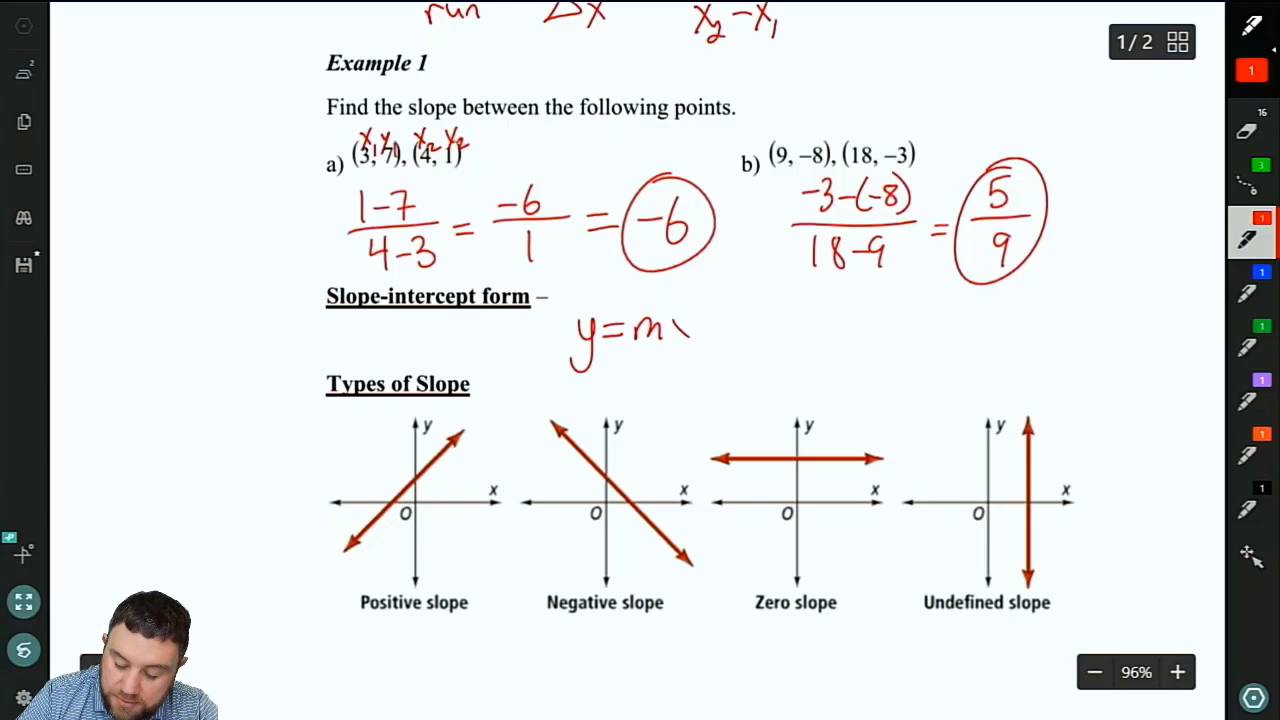 run Δx x₂-x₁
1/2
Example 1
Find the slope between the following points.
x₁ y₁ x₂ y₂
a) (3, 7), (4, 1)
b) (9, −8), (18, −3)
1-7 / 4-3 = -6 / 1 = -6
-3-(-8) / 18-9 = 5 / 9
Slope-intercept form –
y=m
Types of Slope
y y y y
x x x x
O O O O
Positive slope Negative slope Zero slope Undefined slope
96%